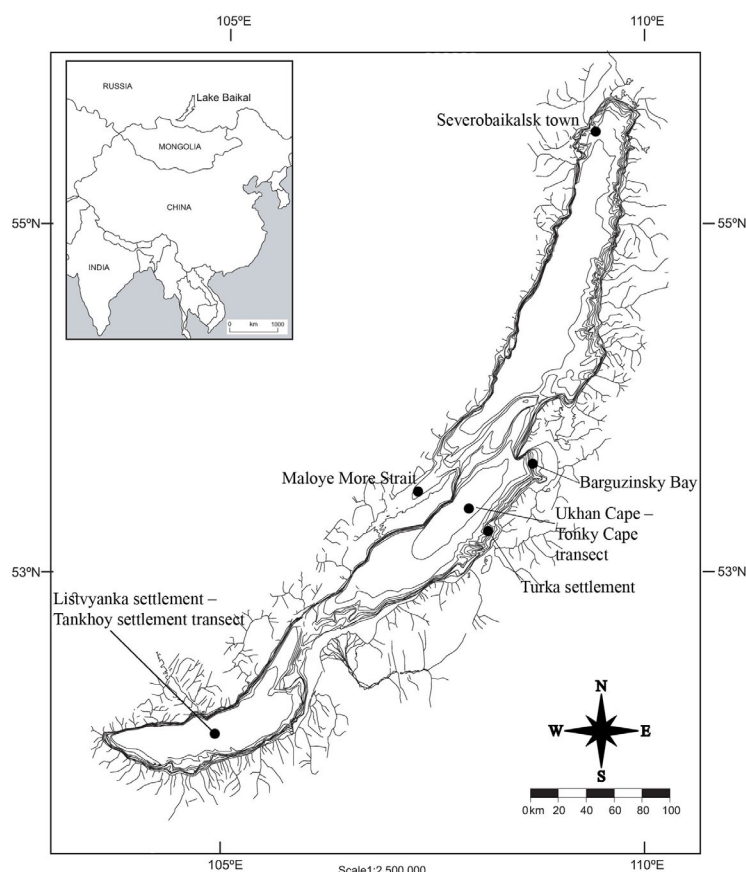 105ºE
110ºE
RUSSIA
Lake Baikal
MONGOLIA
CHINA
INDIA
0 km 1000
Severobaikalsk town
55ºN
55ºN
Maloye More Strait
Barguzinsky Bay
Ukhan Cape –
Tonky Cape
transect
Turka settlement
53ºN
53ºN
Listvyanka settlement –
Tankhoy settlement transect
N
W
E
S
0km 20 40 60 80 100
105ºE
110ºE
Scale1:2 500 000